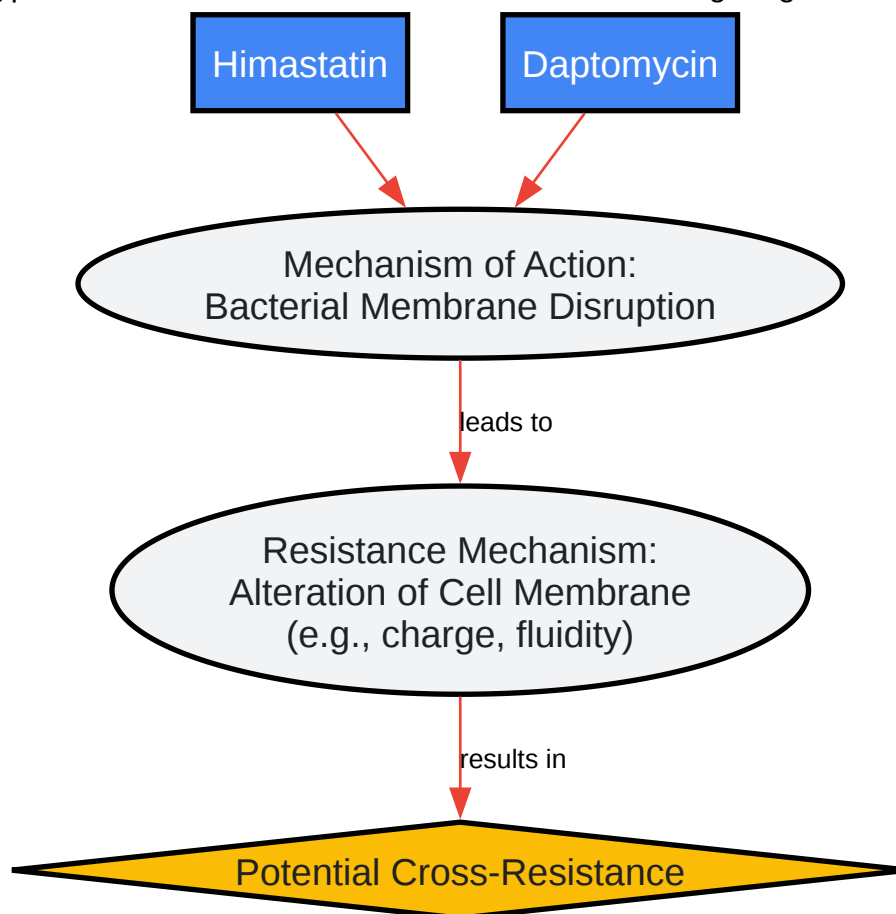 Himastatin
Daptomycin
Mechanism of Action:
Bacterial Membrane Disruption
leads to
Resistance Mechanism:
Alteration of Cell Membrane
(e.g., charge, fluidity)
results in
Potential Cross-Resistance